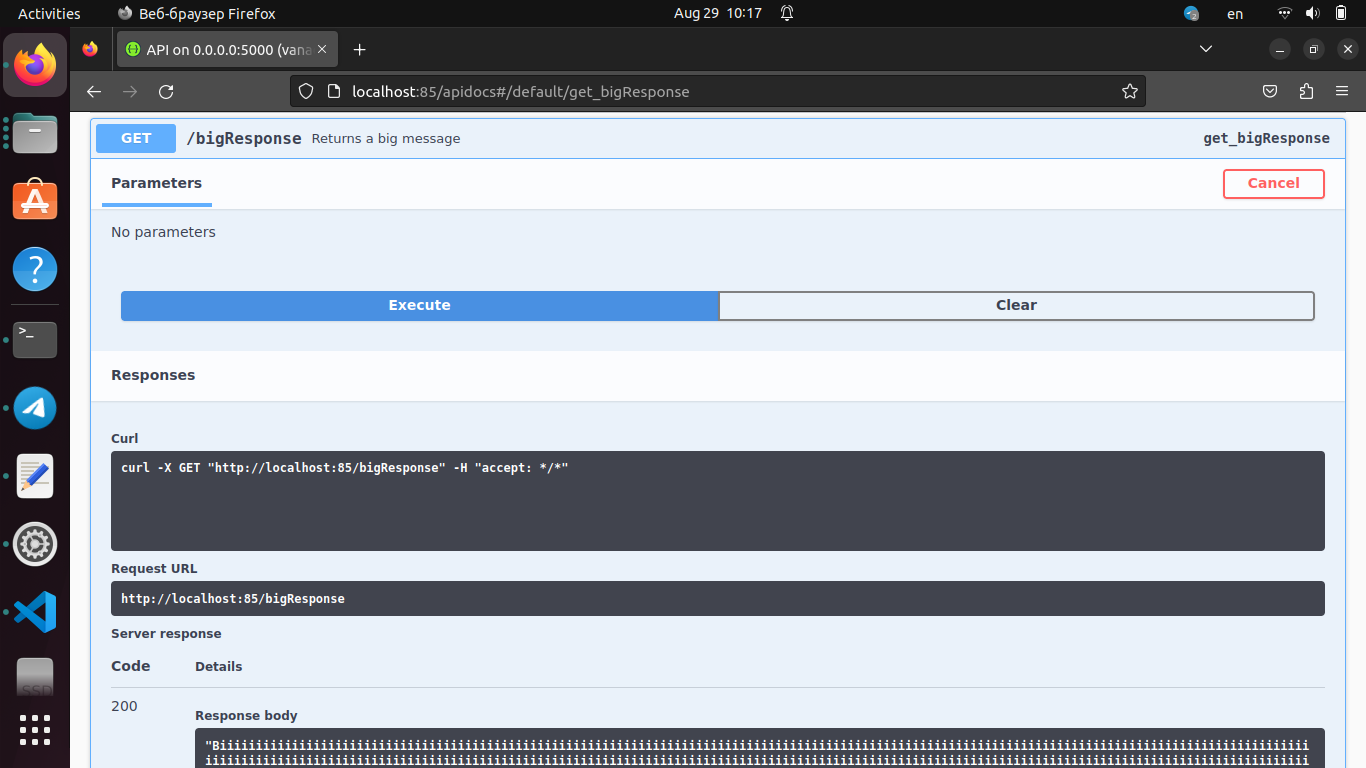 Activities Веб-браузер Firefox Aug 29 10:17 2 en
API on 0.0.0.0:5000 (vana
localhost:85/apidocs#/default/get_bigResponse
GET /bigResponse Returns a big message get_bigResponse
Parameters Cancel
No parameters
Execute Clear
Responses
Curl
curl -X GET "http://localhost:85/bigResponse" -H "accept: */*"
Request URL
http://localhost:85/bigResponse
Server response
Code Details
200
Response body
SSD